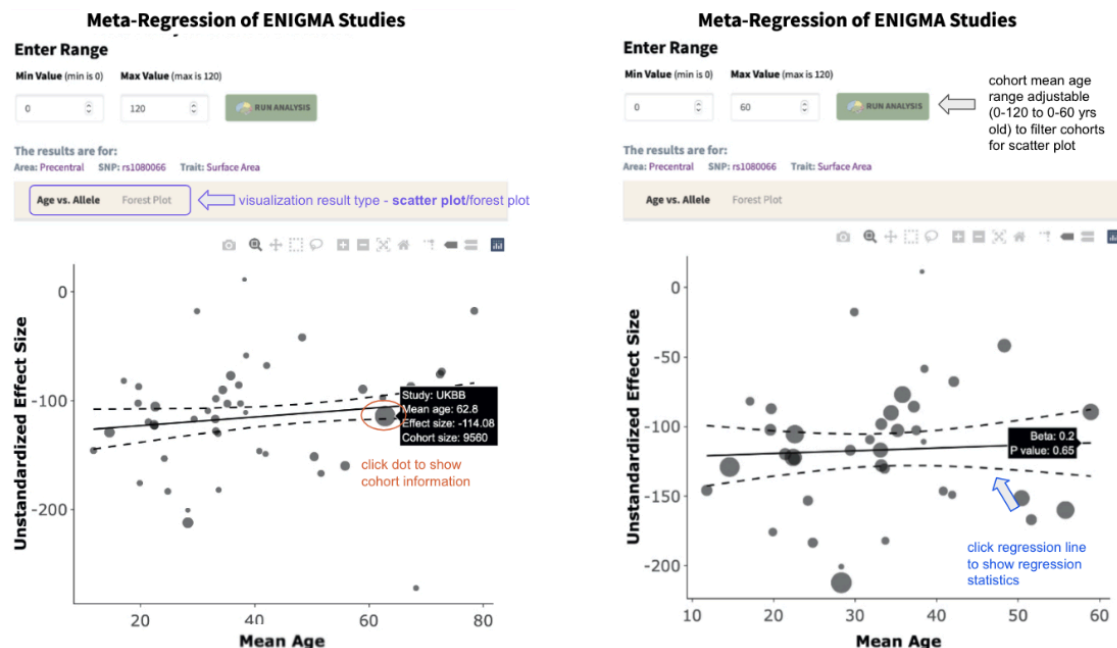 Meta-Regression of ENIGMA Studies
Enter Range
Min Value (min is 0) Max Value (max is 120)
0 120 RUN ANALYSIS
The results are for:
Area: Precentral SNP: rs1080066 Trait: Surface Area
Age vs. Allele Forest Plot
visualization result type - scatter plot/forest plot
0
-100
-200
Unstandardized Effect Size
Study: UKBB
Mean age: 62.8
Effect size: -114.08
Cohort size: 9560
click dot to show
cohort information
20 40 60 80
Mean Age
Meta-Regression of ENIGMA Studies
Enter Range
Min Value (min is 0) Max Value (max is 120)
0 60 RUN ANALYSIS
cohort mean age
range adjustable
(0-120 to 0-60 yrs
old) to filter cohorts
for scatter plot
The results are for:
Area: Precentral SNP: rs1080066 Trait: Surface Area
Age vs. Allele Forest Plot
0
-50
-100
-150
-200
Unstandardized Effect Size
Beta: 0.2
P value: 0.65
click regression line
to show regression
statistics
10 20 30 40 50 60
Mean Age